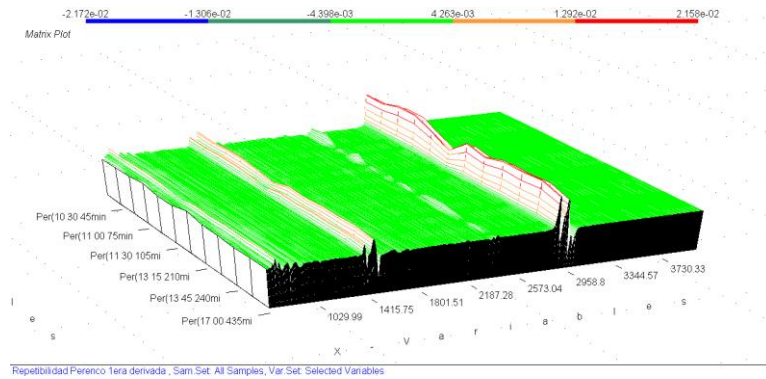 -2.172e-02 -1.306e-02 -4.398e-03 4.263e-03 1.292e-02 2.158e-02
Matrix Plot
Per(10 30 45min
Per(11 00 75min
Per(11 30 105mi
Per(13 15 210mi
Per(13 45 240mi
Per(17 00 435mi
1029.99 1415.75 1801.51 2187.28 2573.04 2958.8 3344.57 3730.33
l e s
X - V a r i a b l e s
Repetibilidad Perenco 1era derivada , Sam.Set: All Samples, Var.Set: Selected Variables